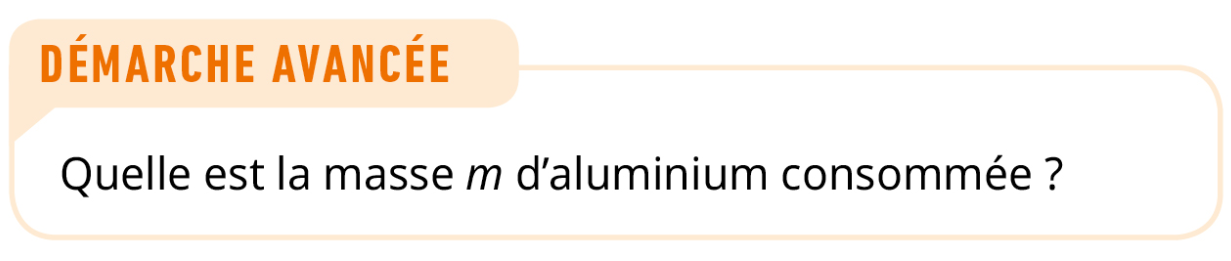 DÉMARCHE AVANCÉE
Quelle est la masse m d’aluminium consommée ?